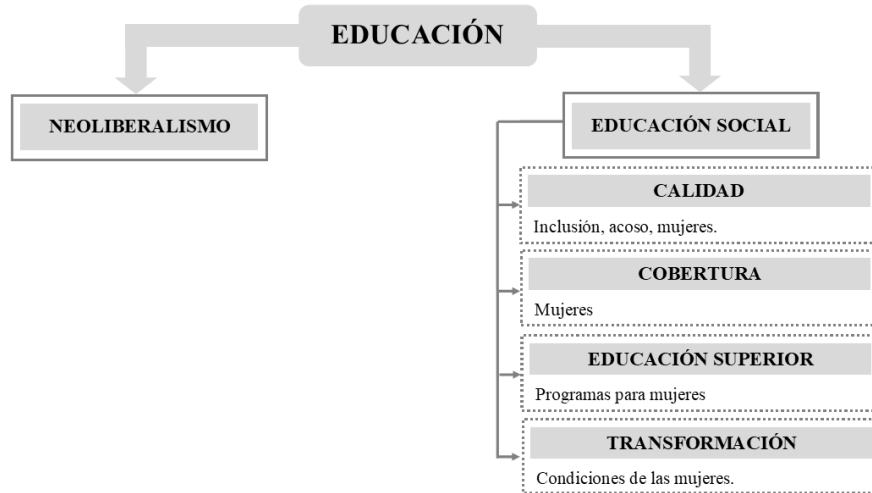 EDUCACIÓN
NEOLIBERALISMO
EDUCACIÓN SOCIAL
CALIDAD
Inclusión, acoso, mujeres.
COBERTURA
Mujeres
EDUCACIÓN SUPERIOR
Programas para mujeres
TRANSFORMACIÓN
Condiciones de las mujeres.